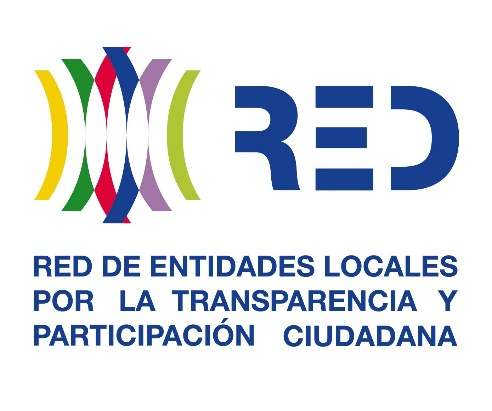 RED
RED DE ENTIDADES LOCALES
POR LA TRANSPARENCIA Y
PARTICIPACIÓN CIUDADANA